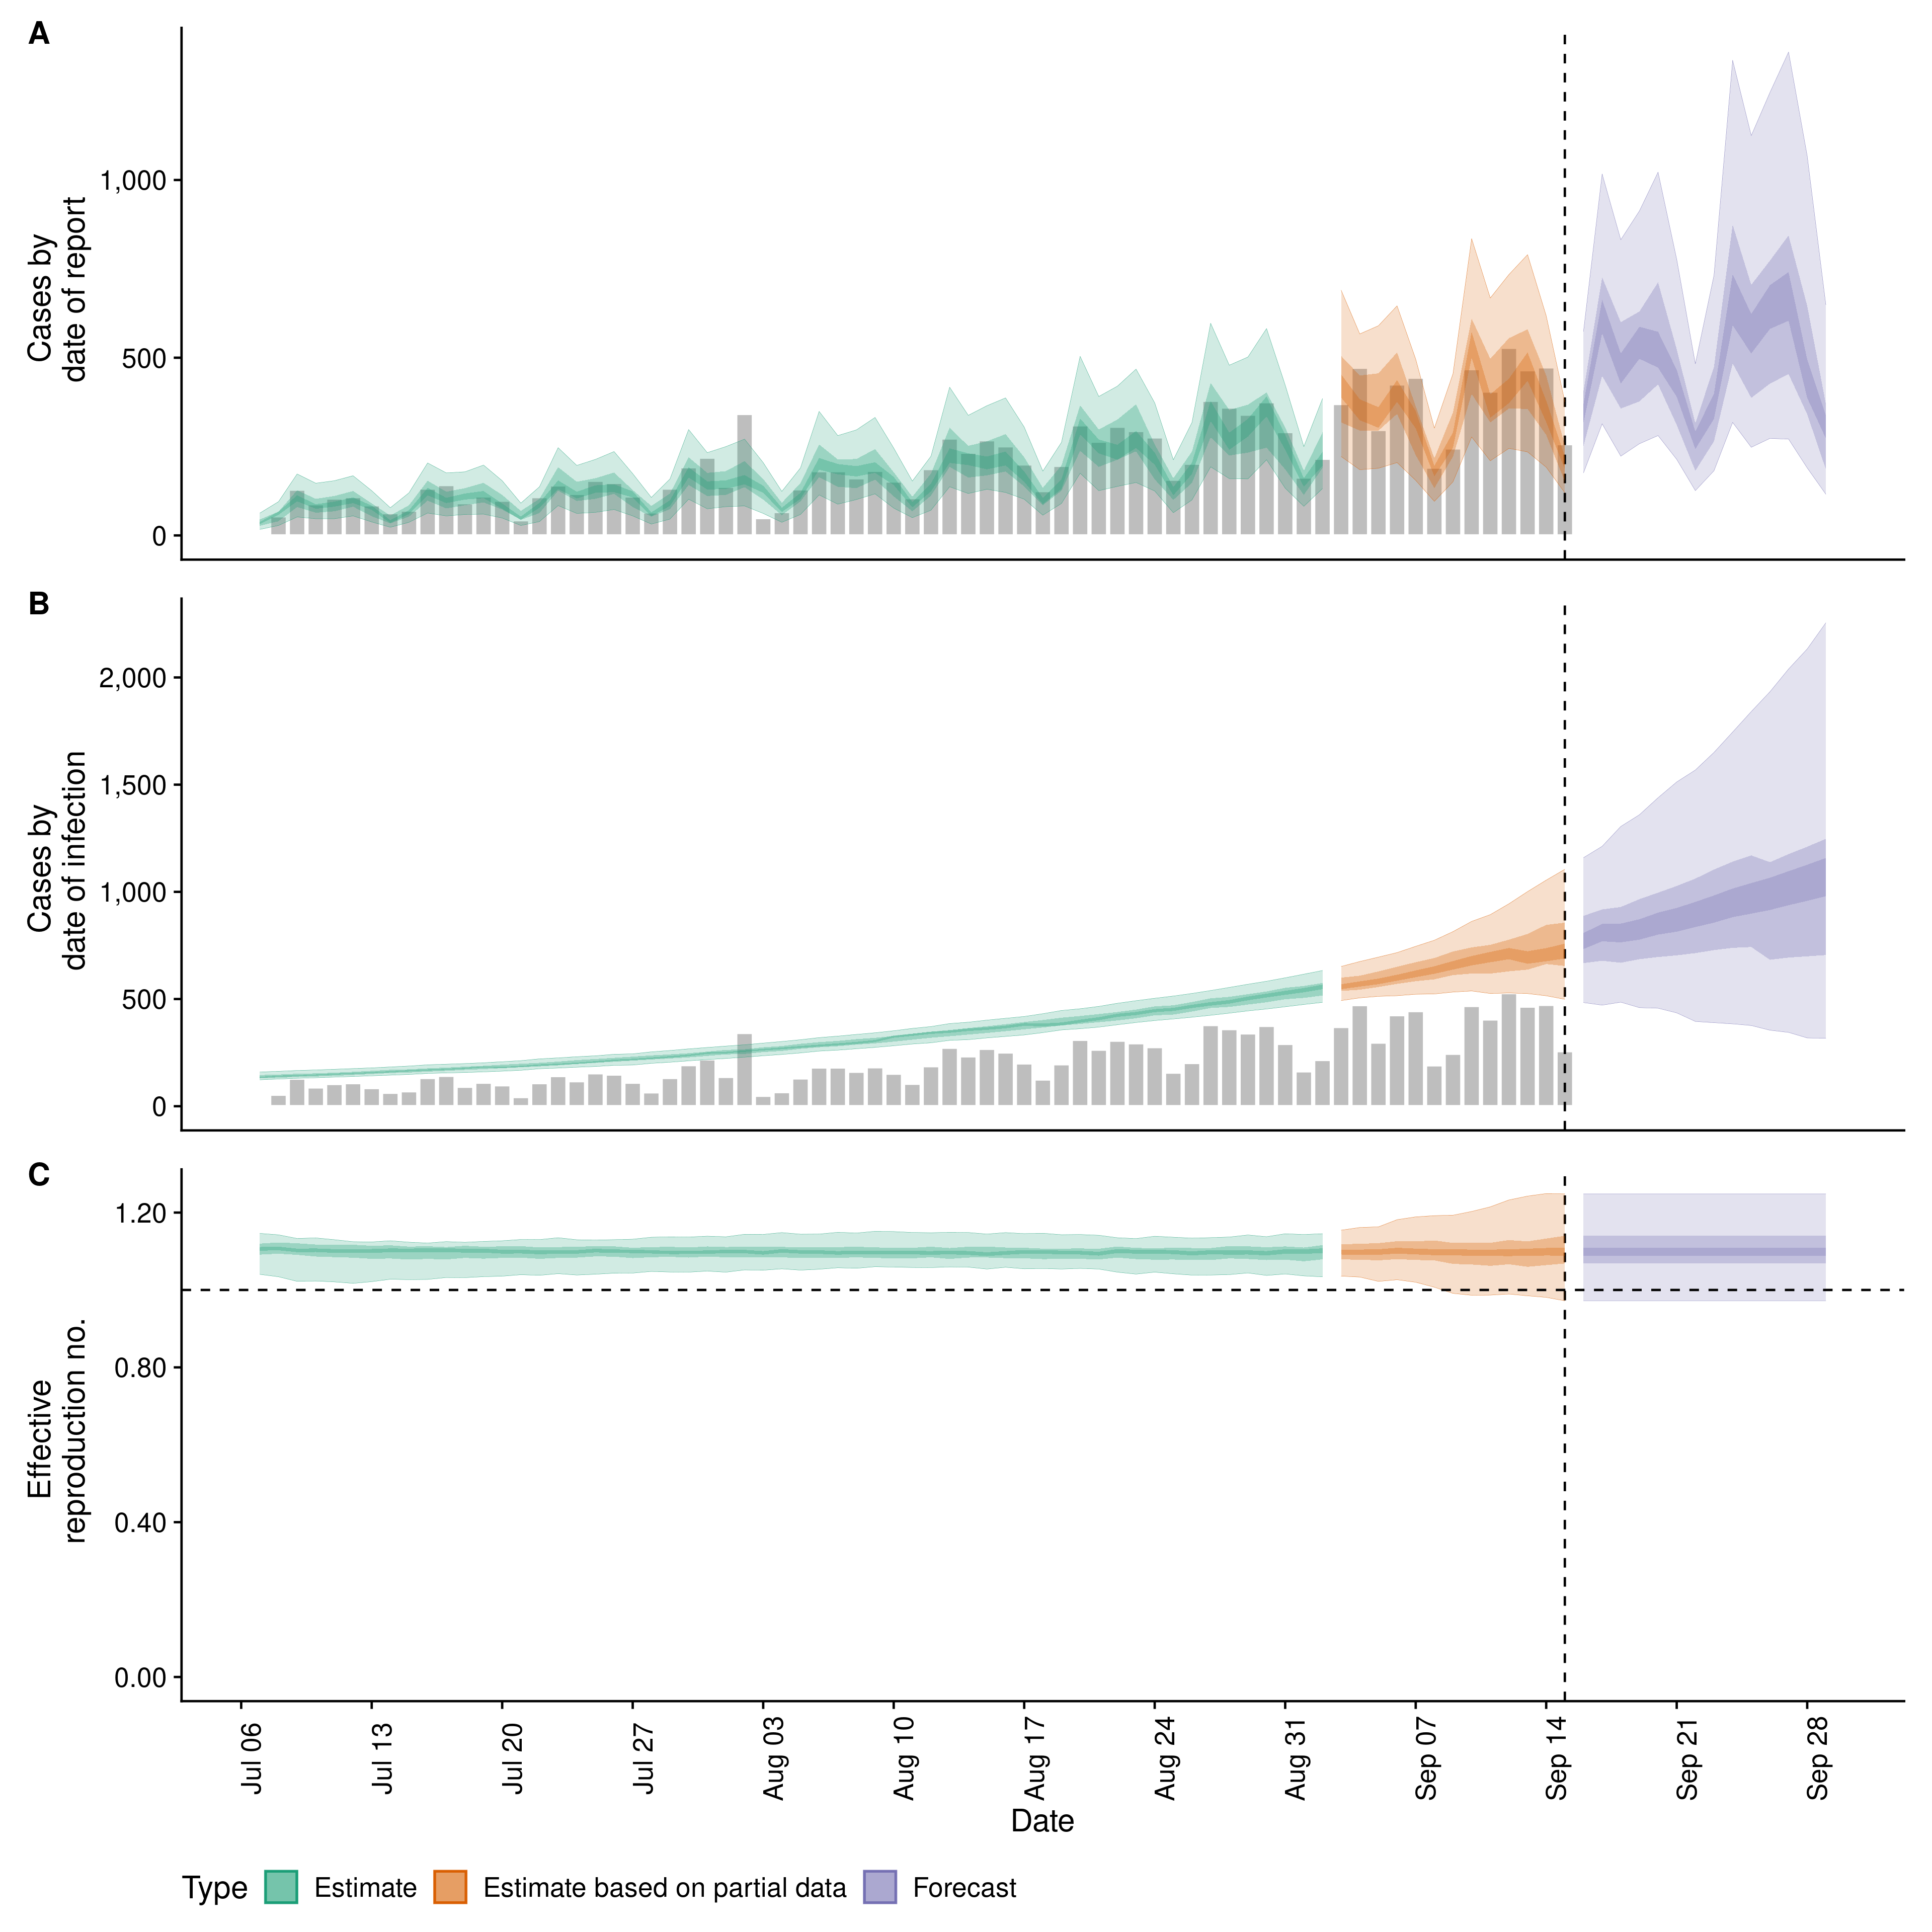 A
Cases by
date of report
1,000
500
0
B
Cases by
date of infection
2,000
1,500
1,000
500
0
C
Effective
reproduction no.
1.20
0.80
0.40
0.00
Jul 06
Jul 13
Jul 20
Jul 27
Aug 03
Aug 10
Aug 17
Aug 24
Aug 31
Sep 07
Sep 14
Sep 21
Sep 28
Date
Type Estimate Estimate based on partial data Forecast